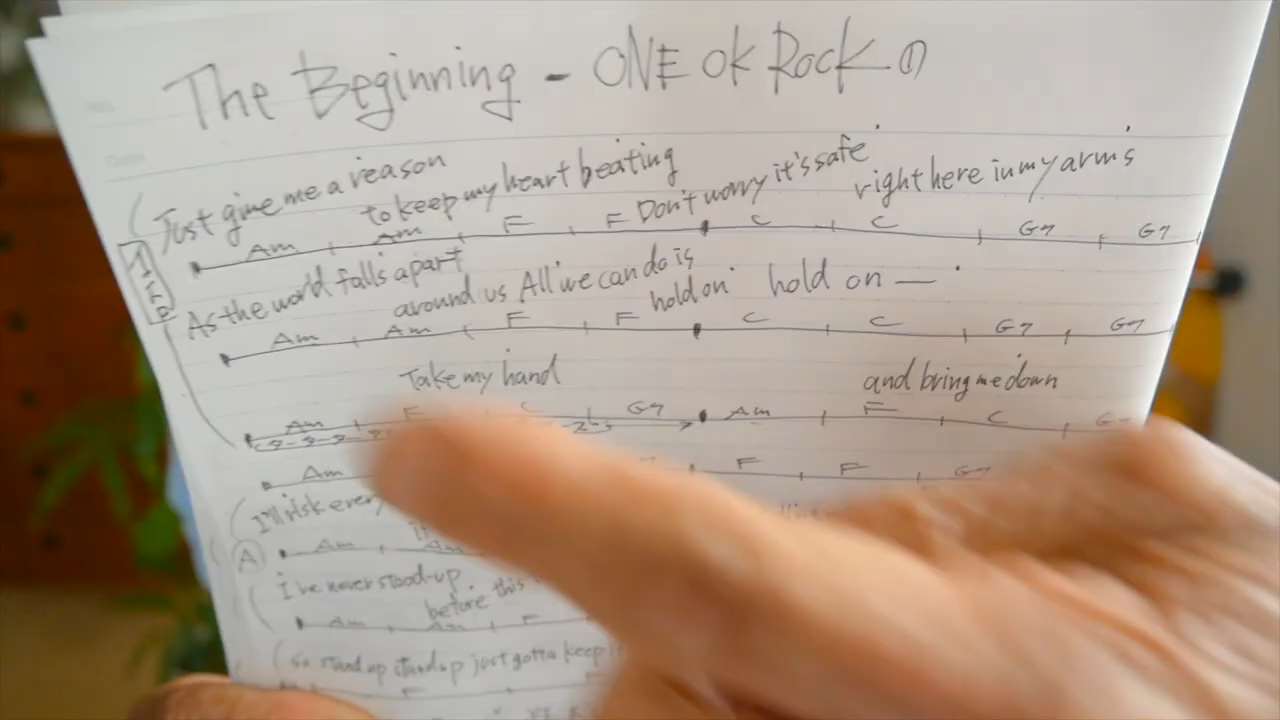 The Beginning - ONE OK ROCK ①
Just give me a reason to keep my heart beating Don't worry it's safe right here in my arms
Am Am F F C C G7 G7
As the world falls apart around us All we can do is hold on hold on —
Am Am F F C C G7 G7
Take my hand and bring me down
Am F C G7 Am F C G7
Am F F G7
I'll risk every
A Am Am
I've never stood up before this
Am Am F
So stand up stand up just gotta keep
F